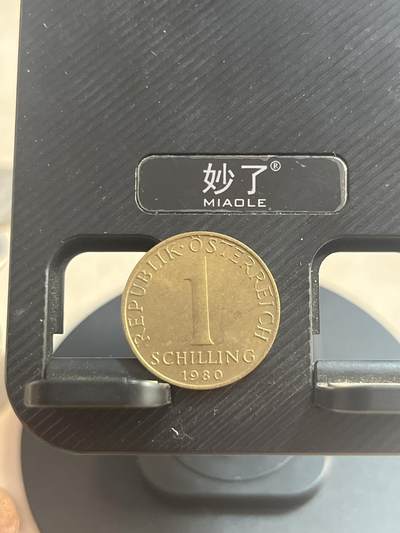 妙了®
MIAOLE
REPUBLIK·ÖSTERREICH
1
SCHILLING
1980